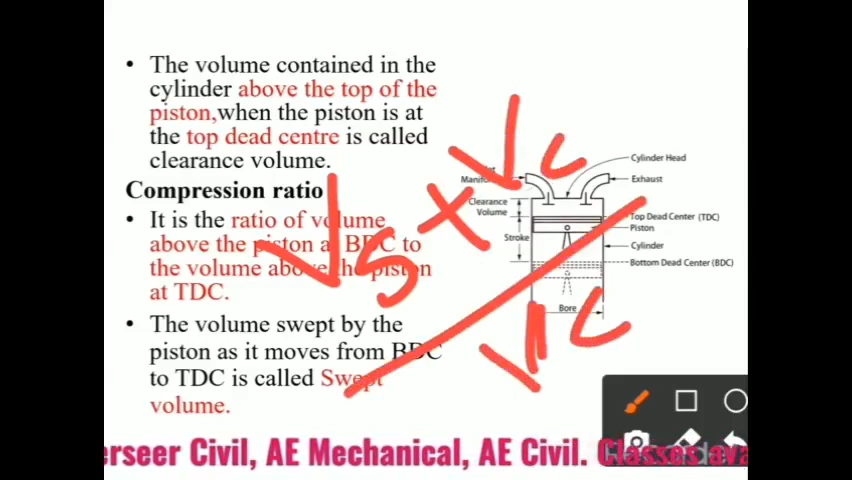 • The volume contained in the
cylinder above the top of the
piston,when the piston is at
the top dead centre is called
clearance volume.
Compression ratio
• It is the ratio of volume
above the piston at BDC to
the volume above the piston
at TDC.
• The volume swept by the
piston as it moves from BDC
to TDC is called Swept
volume.
Cylinder Head
Exhaust
Clearance
Volume
Top Dead Center (TDC)
Piston
Stroke
Cylinder
Bottom Dead Center (BDC)
Bore
Vs x Vc
Vc
erseer Civil, AE Mechanical, AE Civil. Classes ava